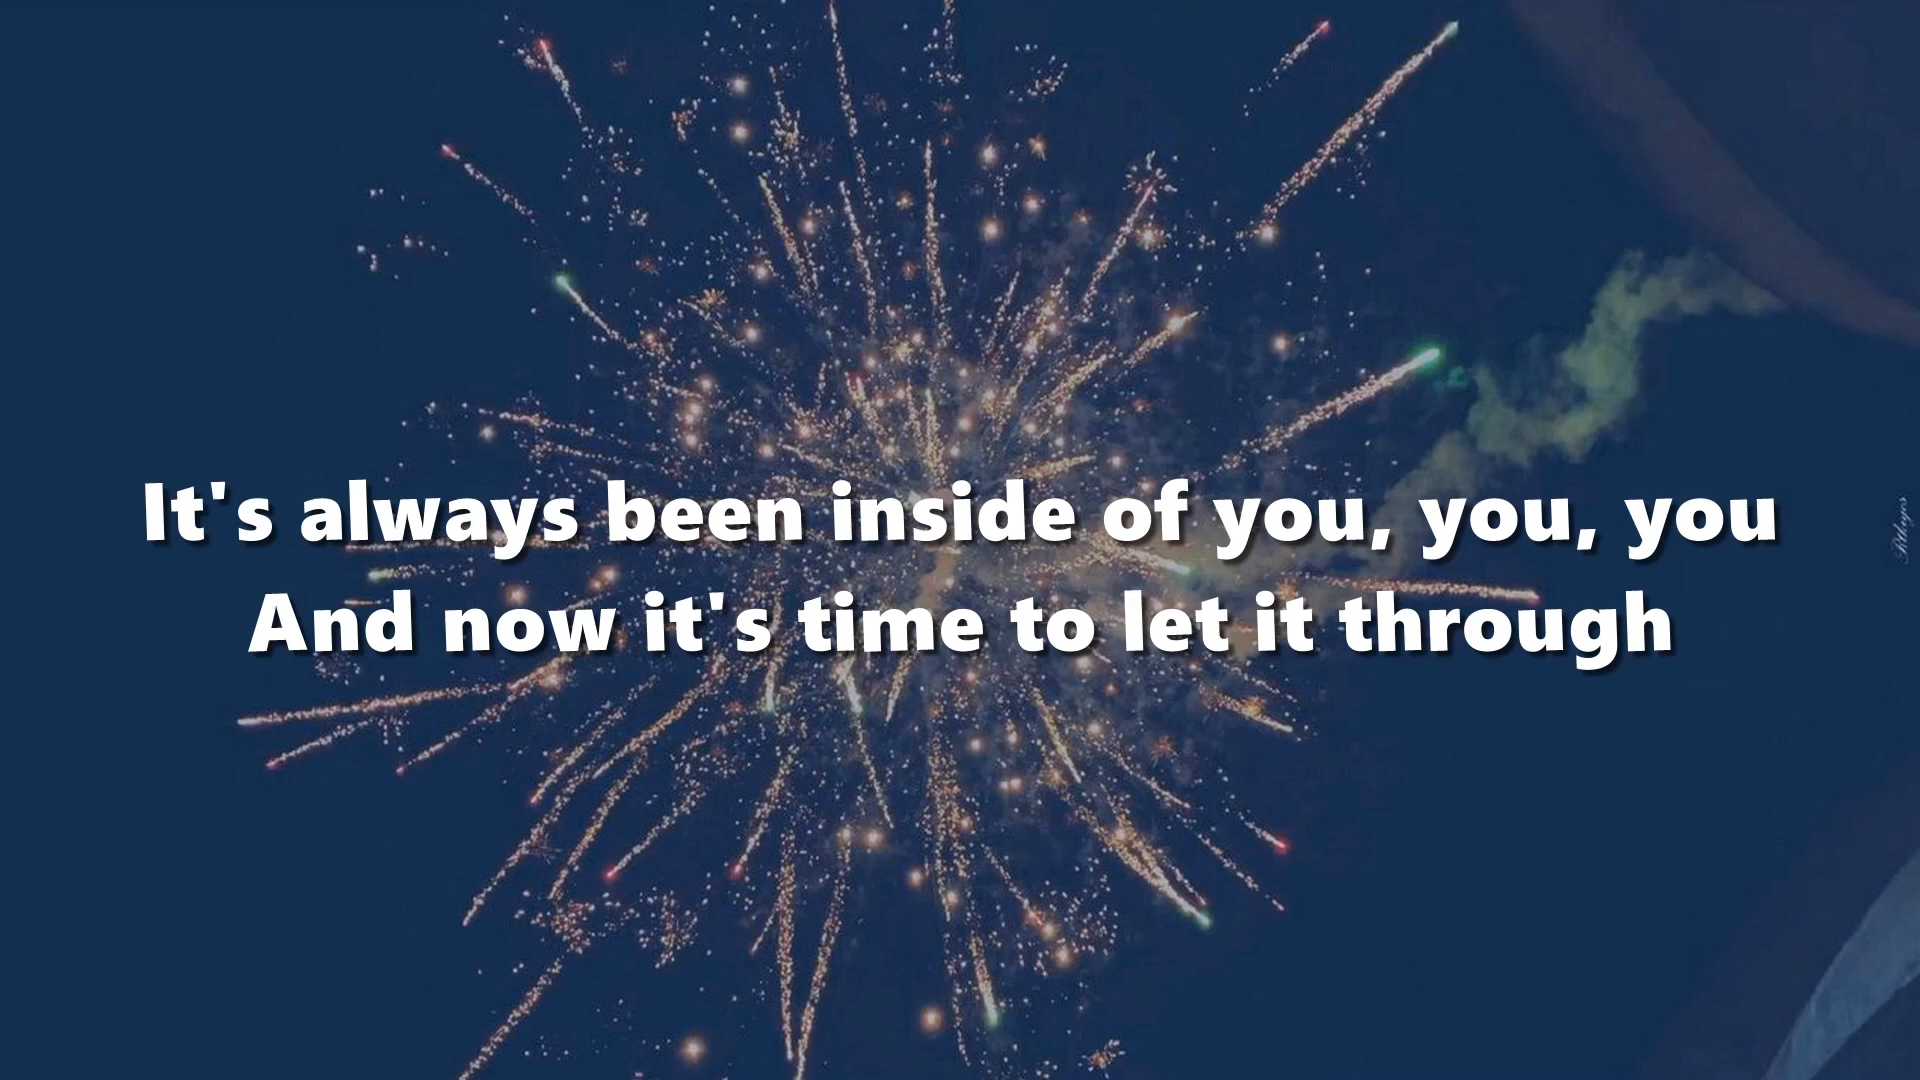 It's always been inside of you, you, you
And now it's time to let it through